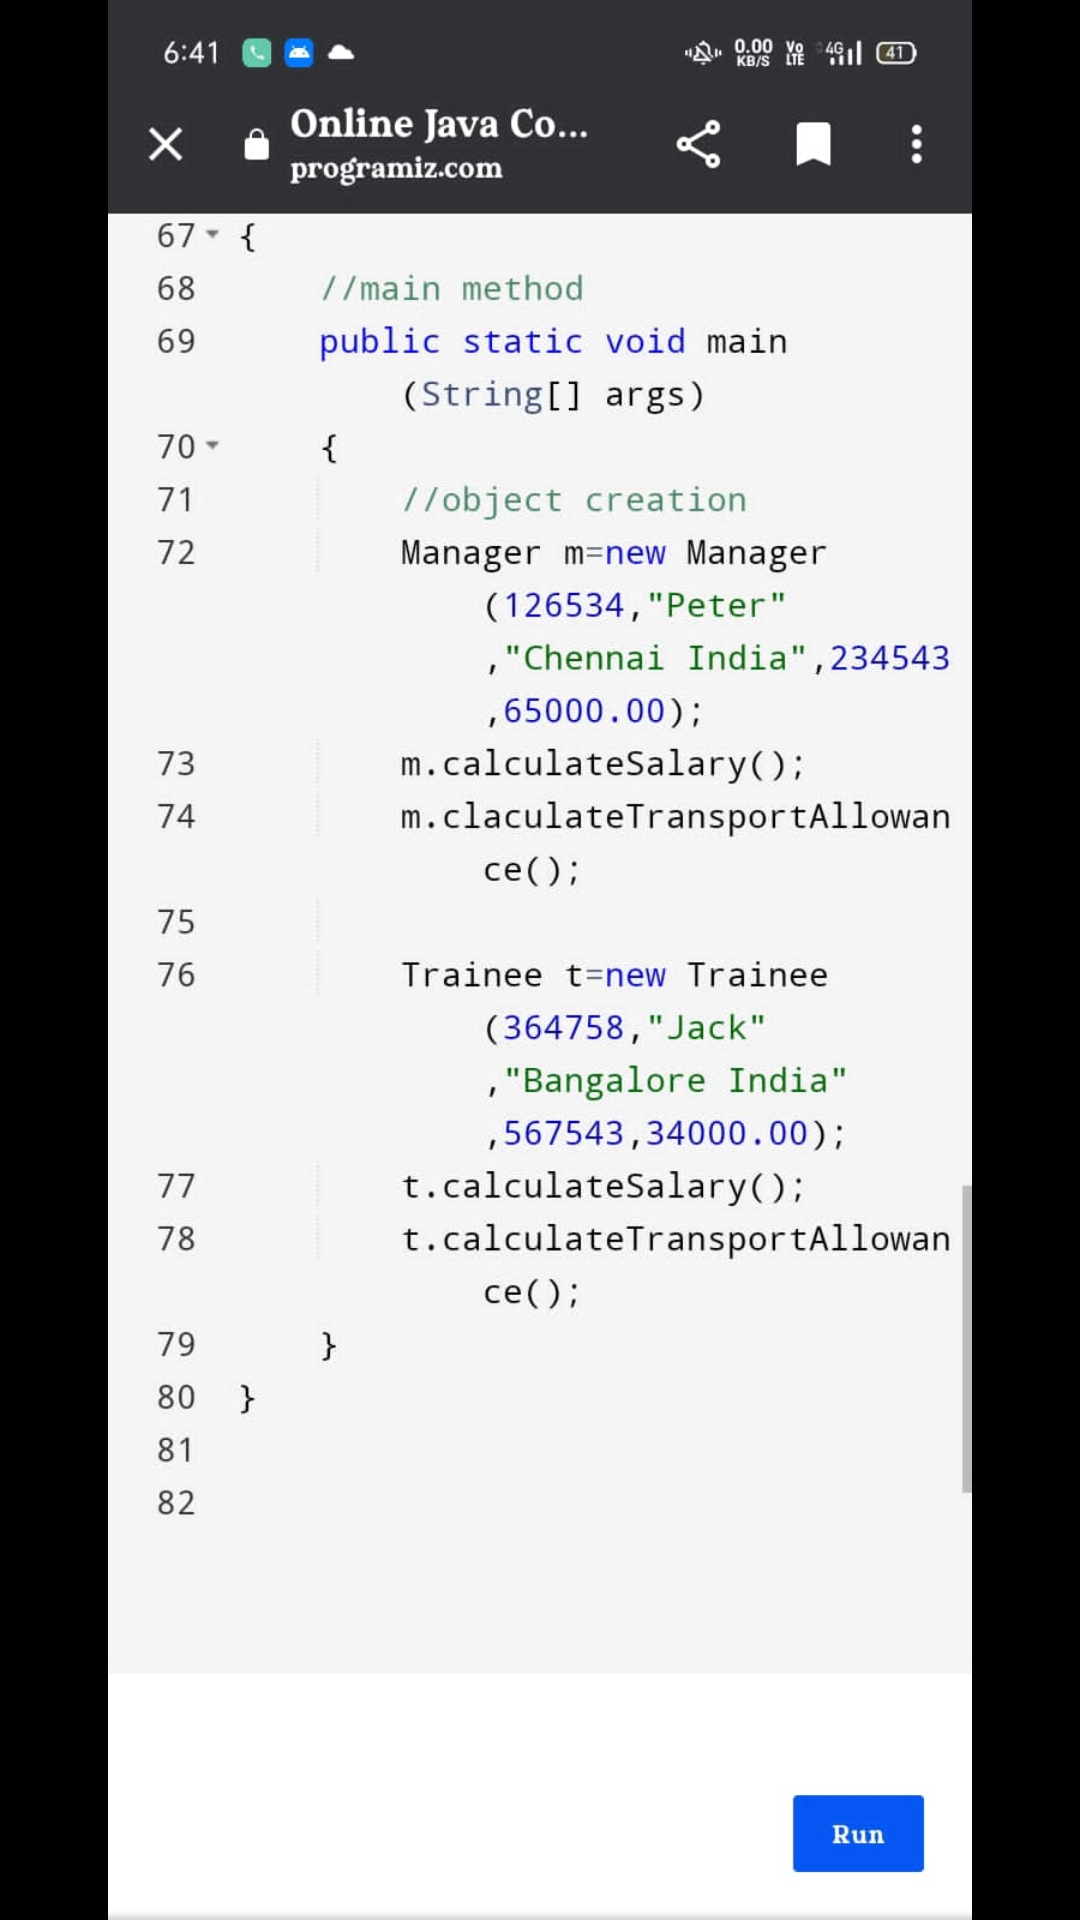 6:41 0.00 KB/S Vo LTE 4G 41
Online Java Co...
programiz.com
67 {
68 //main method
69 public static void main
(String[] args)
70 {
71 //object creation
72 Manager m=new Manager
(126534,"Peter"
,"Chennai India",234543
,65000.00);
73 m.calculateSalary();
74 m.claculateTransportAllowan
ce();
75
76 Trainee t=new Trainee
(364758,"Jack"
,"Bangalore India"
,567543,34000.00);
77 t.calculateSalary();
78 t.calculateTransportAllowan
ce();
79 }
80 }
81
82
Run